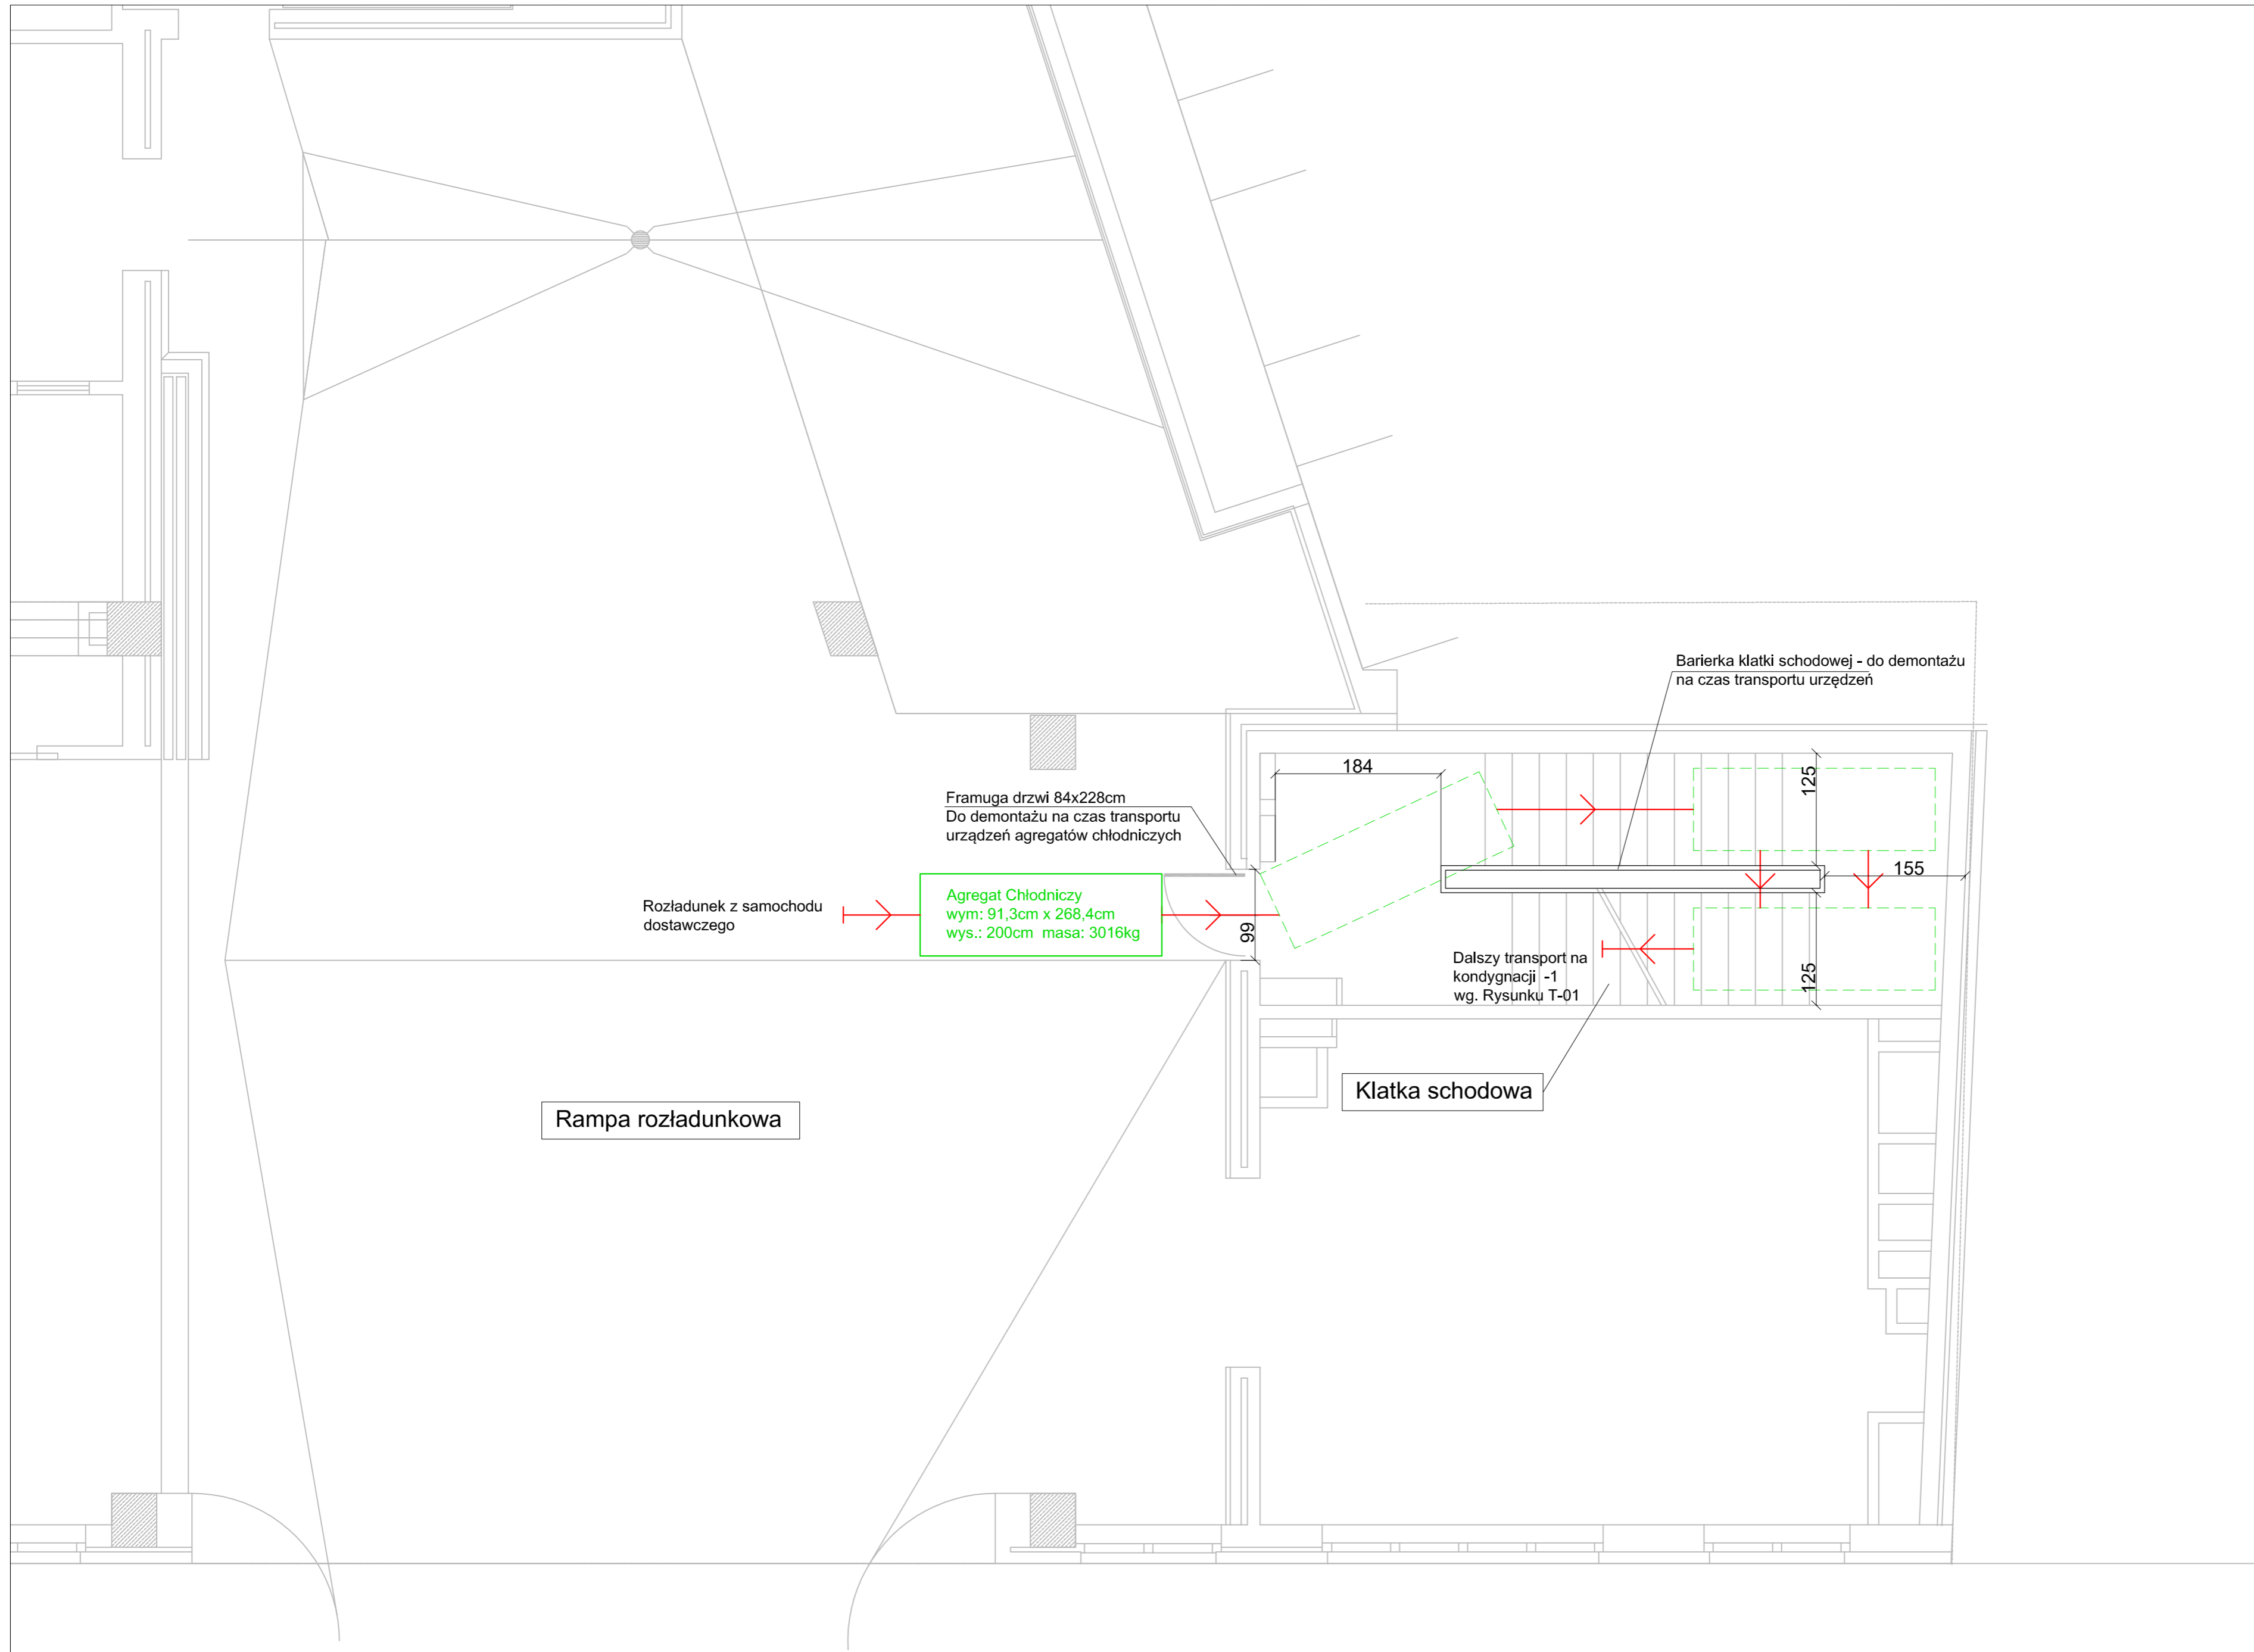 Barierka klatki schodowej - do demontażu
na czas transportu urzędzeń
184
125
Framuga drzwi 84x228cm
Do demontażu na czas transportu
urządzeń agregatów chłodniczych
155
Rozładunek z samochodu
dostawczego
Agregat Chłodniczy
wym: 91,3cm x 268,4cm
wys.: 200cm masa: 3016kg
99
Dalszy transport na
kondygnacji -1
wg. Rysunku T-01
125
Klatka schodowa
Rampa rozładunkowa